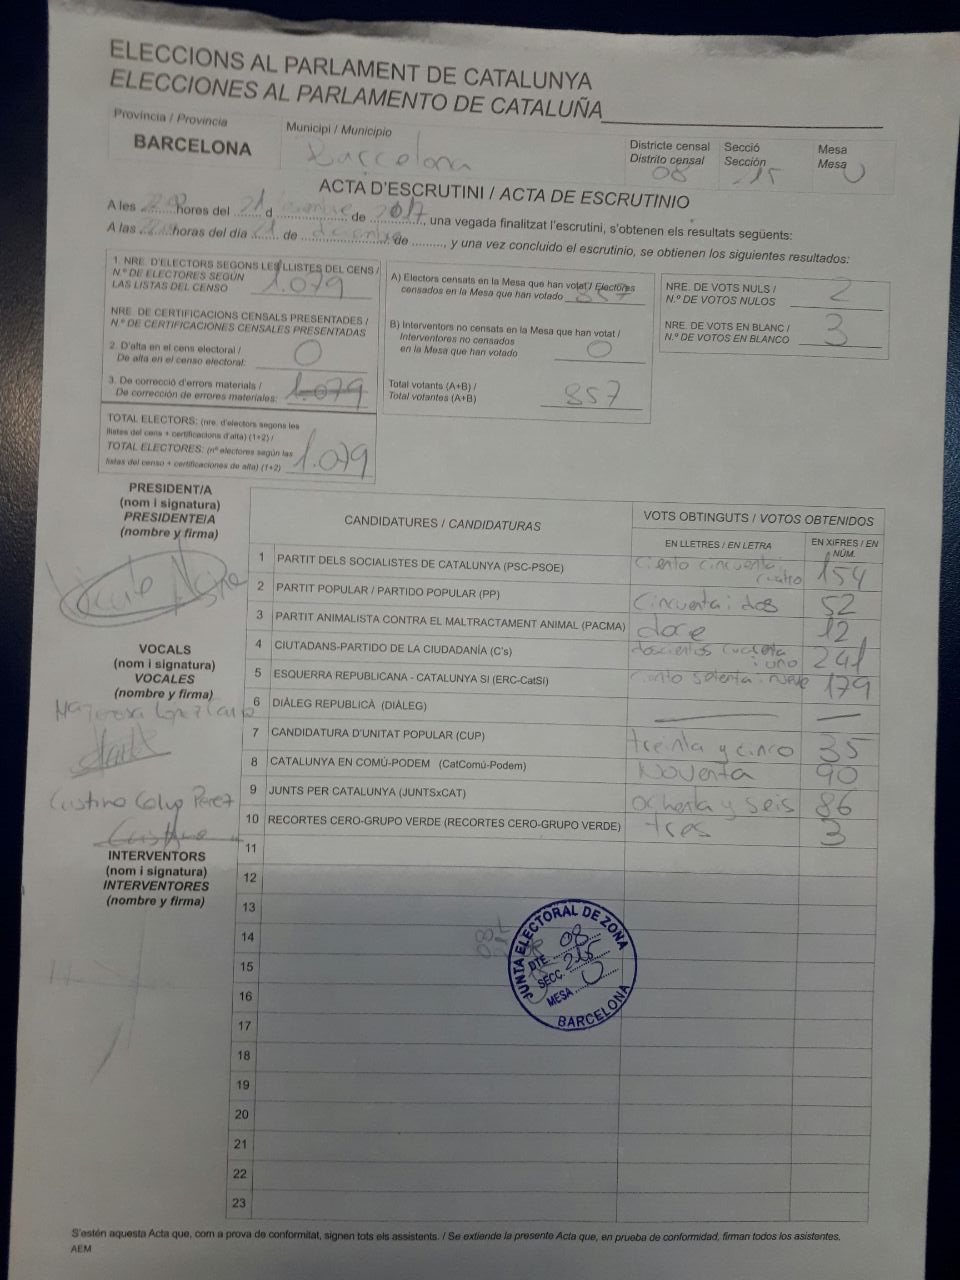 ELECCIONS AL PARLAMENT DE CATALUNYA
ELECCIONES AL PARLAMENTO DE CATALUÑA
Província / Provincia
BARCELONA
Municipi / Municipio
Barcelona
Districte censal
Distrito censal
08
Secció
Sección
Mesa
Mesa
U
ACTA D'ESCRUTINI / ACTA DE ESCRUTINIO
A les hores del 21 d de 2017, una vegada finalitzat l'escrutini, s'obtenen els resultats següents:
A las horas del día 21 de diciembre de ........., y una vez concluido el escrutinio, se obtienen los siguientes resultados:
1. NRE. D'ELECTORS SEGONS LES LLISTES DEL CENS /
N.º DE ELECTORES SEGÚN
LAS LISTAS DEL CENSO
1.079
NRE. DE CERTIFICACIONS CENSALS PRESENTADES /
N.º DE CERTIFICACIONES CENSALES PRESENTADAS
2. D'alta en el cens electoral /
De alta en el censo electoral:
0
3. De correcció d'errors materials /
De corrección de errores materiales:
1.079
TOTAL ELECTORS: (nre. d'electors segons les
llistes del cens + certificacions d'alta) (1+2) /
TOTAL ELECTORES: (nº electores según las
listas del censo + certificaciones de alta) (1+2)
1.079
A) Electors censats en la Mesa que han votat / Electores
censados en la Mesa que han votado
857
B) Interventors no censats en la Mesa que han votat /
Interventores no censados
en la Mesa que han votado
0
Total votants (A+B) /
Total votantes (A+B)
857
NRE. DE VOTS NULS /
N.º DE VOTOS NULOS
2
NRE. DE VOTS EN BLANC /
N.º DE VOTOS EN BLANCO
3
PRESIDENT/A
(nom i signatura)
PRESIDENTE/A
(nombre y firma)
VOCALS
(nom i signatura)
VOCALES
(nombre y firma)
INTERVENTORS
(nom i signatura)
INTERVENTORES
(nombre y firma)
CANDIDATURES / CANDIDATURAS
VOTS OBTINGUTS / VOTOS OBTENIDOS
EN LLETRES / EN LETRA
EN XIFRES / EN NÚM.
1 PARTIT DELS SOCIALISTES DE CATALUNYA (PSC-PSOE) Ciento cincuenta i cuatro 154
2 PARTIT POPULAR / PARTIDO POPULAR (PP) Cincuenta i dos 52
3 PARTIT ANIMALISTA CONTRA EL MALTRACTAMENT ANIMAL (PACMA) doce 12
4 CIUTADANS-PARTIDO DE LA CIUDADANÍA (C's) doscientos cuarenta i uno 241
5 ESQUERRA REPUBLICANA - CATALUNYA SI (ERC-CatSí) Ciento setenta i nueve 179
6 DIÀLEG REPUBLICÀ (DIÀLEG)
7 CANDIDATURA D'UNITAT POPULAR (CUP) treinta y cinco 35
8 CATALUNYA EN COMÚ-PODEM (CatComú-Podem) Noventa 90
9 JUNTS PER CATALUNYA (JUNTSxCAT) Ochenta y seis 86
10 RECORTES CERO-GRUPO VERDE (RECORTES CERO-GRUPO VERDE) tres 3
11
12
13
14
15
16
17
18
19
20
21
22
23
JUNTA ELECTORAL DE ZONA
DTE. 08
SECC. 215
MESA U
BARCELONA
S'estén aquesta Acta que, com a prova de conformitat, signen tots els assistents. / Se extiende la presente Acta que, en prueba de conformidad, firman todos los asistentes.
AEM